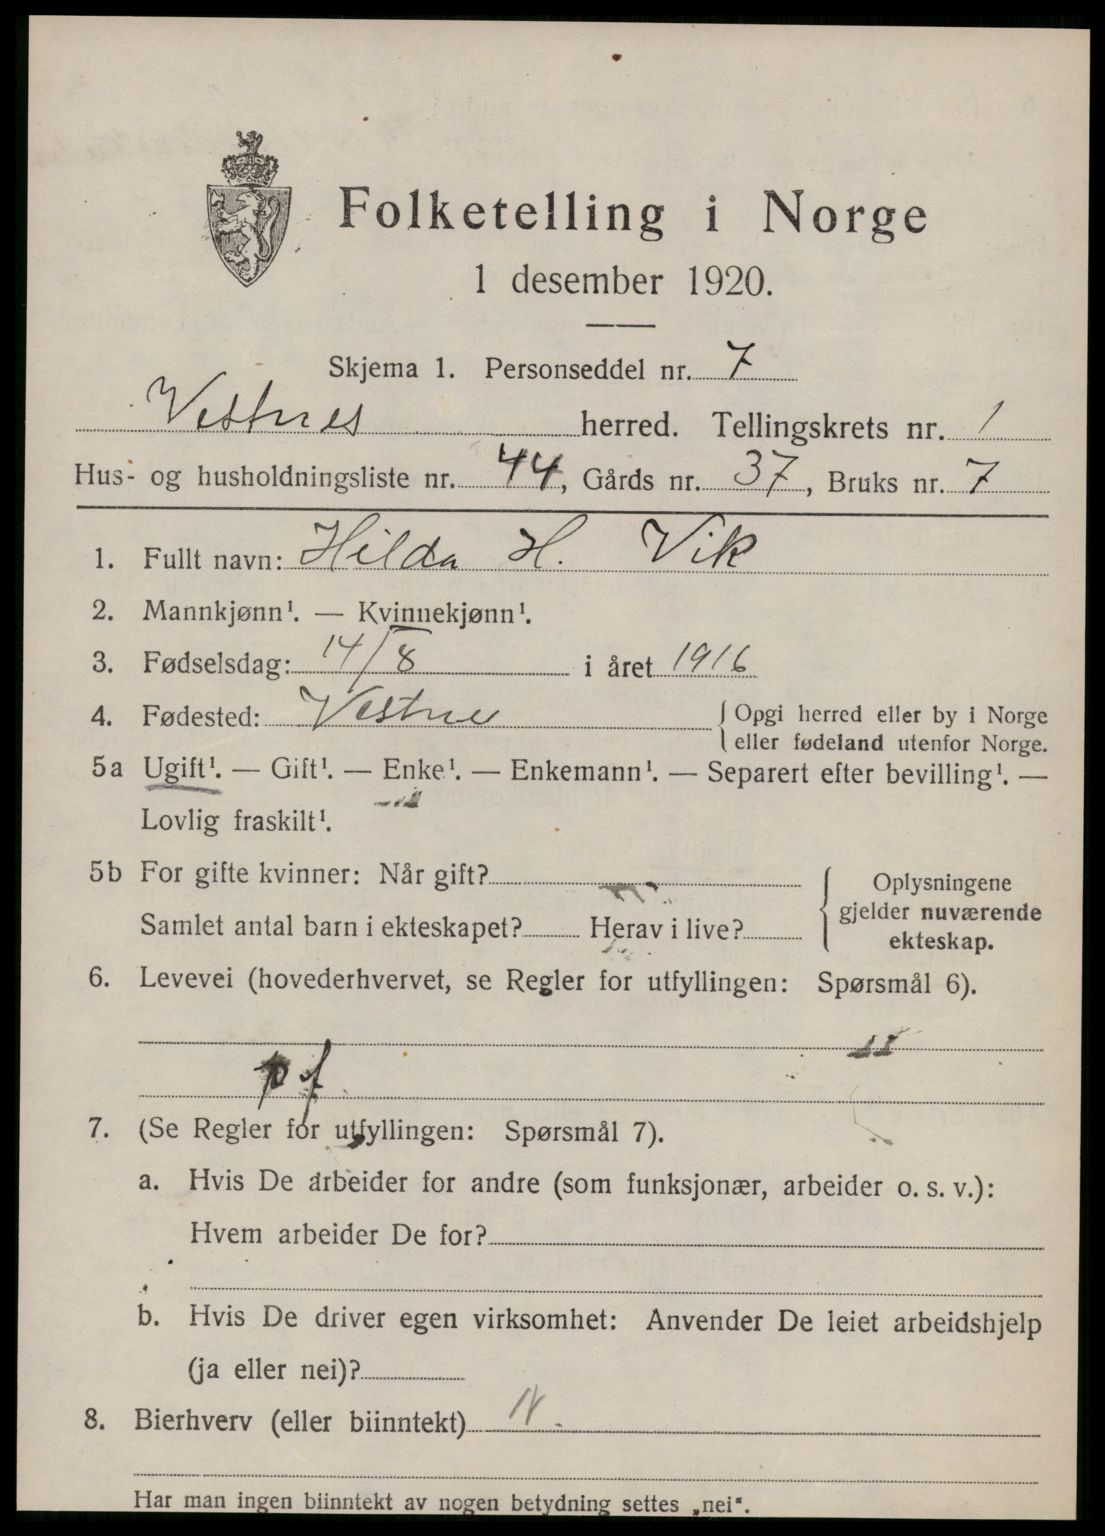 Folketelling i Norge
1 desember 1920.
Skjema 1. Personseddel nr. 7
Vestnes herred. Tellingskrets nr. 1
Hus- og husholdningsliste nr. 44, Gårds nr. 37, Bruks nr. 7
1. Fullt navn: Hilda H. Vik
2. Mannkjønn¹. — Kvinnekjønn¹.
3. Fødselsdag: 14/8 i året 1916
4. Fødested: Vestnes { Opgi herred eller by i Norge
eller fødeland utenfor Norge.
5a Ugift¹. — Gift¹. — Enke¹. — Enkemann¹. — Separert efter bevilling¹. —
Lovlig fraskilt¹.
5b For gifte kvinner: Når gift?
Samlet antal barn i ekteskapet? Herav i live?
{ Oplysningene
gjelder nuværende
ekteskap.
6. Levevei (hovederhvervet, se Regler for utfyllingen: Spørsmål 6).
pf
7. (Se Regler for utfyllingen: Spørsmål 7).
a. Hvis De arbeider for andre (som funksjonær, arbeider o. s. v.):
Hvem arbeider De for?
b. Hvis De driver egen virksomhet: Anvender De leiet arbeidshjelp
(ja eller nei)?
8. Bierhverv (eller biinntekt)
Har man ingen biinntekt av nogen betydning settes „nei“.